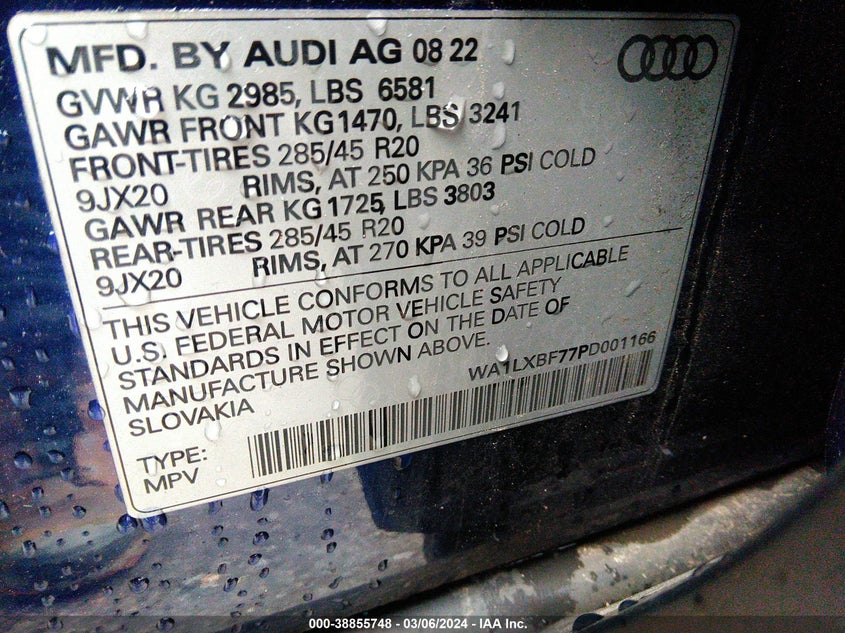 MFD. BY AUDI AG 08 22
GVWR KG 2985, LBS 6581
GAWR FRONT KG1470, LBS 3241
FRONT-TIRES 285/45 R20
9JX20 RIMS, AT 250 KPA 36 PSI COLD
GAWR REAR KG1725, LBS 3803
REAR-TIRES 285/45 R20
9JX20 RIMS, AT 270 KPA 39 PSI COLD
THIS VEHICLE CONFORMS TO ALL APPLICABLE
U.S. FEDERAL MOTOR VEHICLE SAFETY
STANDARDS IN EFFECT ON THE DATE OF
MANUFACTURE SHOWN ABOVE.
SLOVAKIA
WA1LXBF77PD001166
TYPE:
MPV
000-38855748 - 03/06/2024 - IAA Inc.